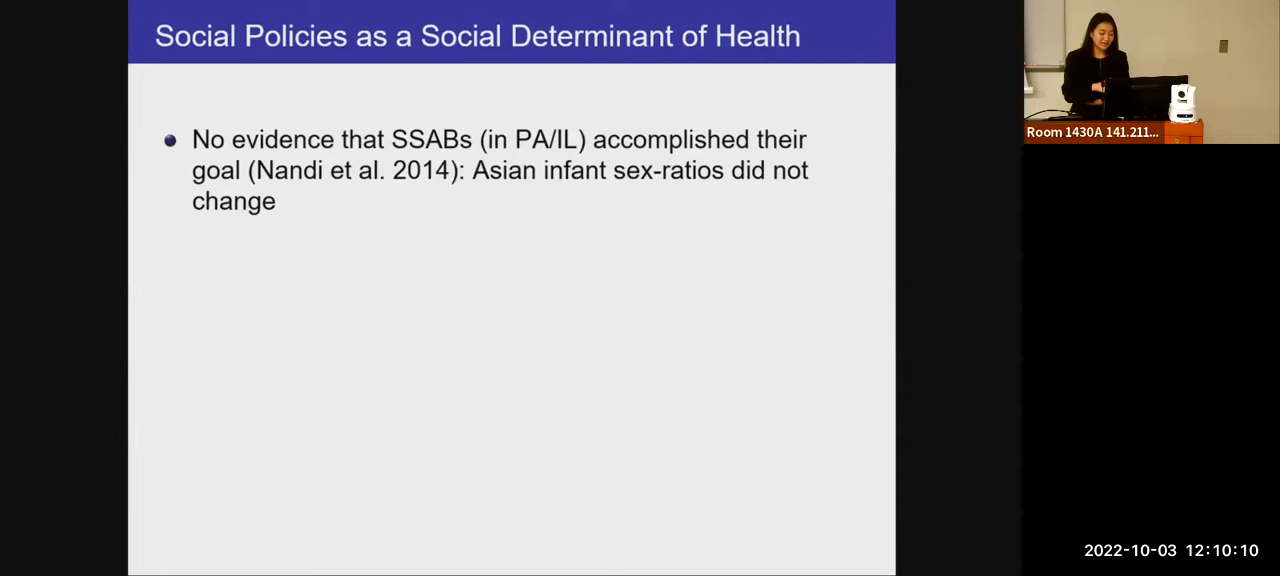 Social Policies as a Social Determinant of Health
No evidence that SSABs (in PA/IL) accomplished their
goal (Nandi et al. 2014): Asian infant sex-ratios did not
change
Room 1430A 141.211...
2022-10-03 12:10:10